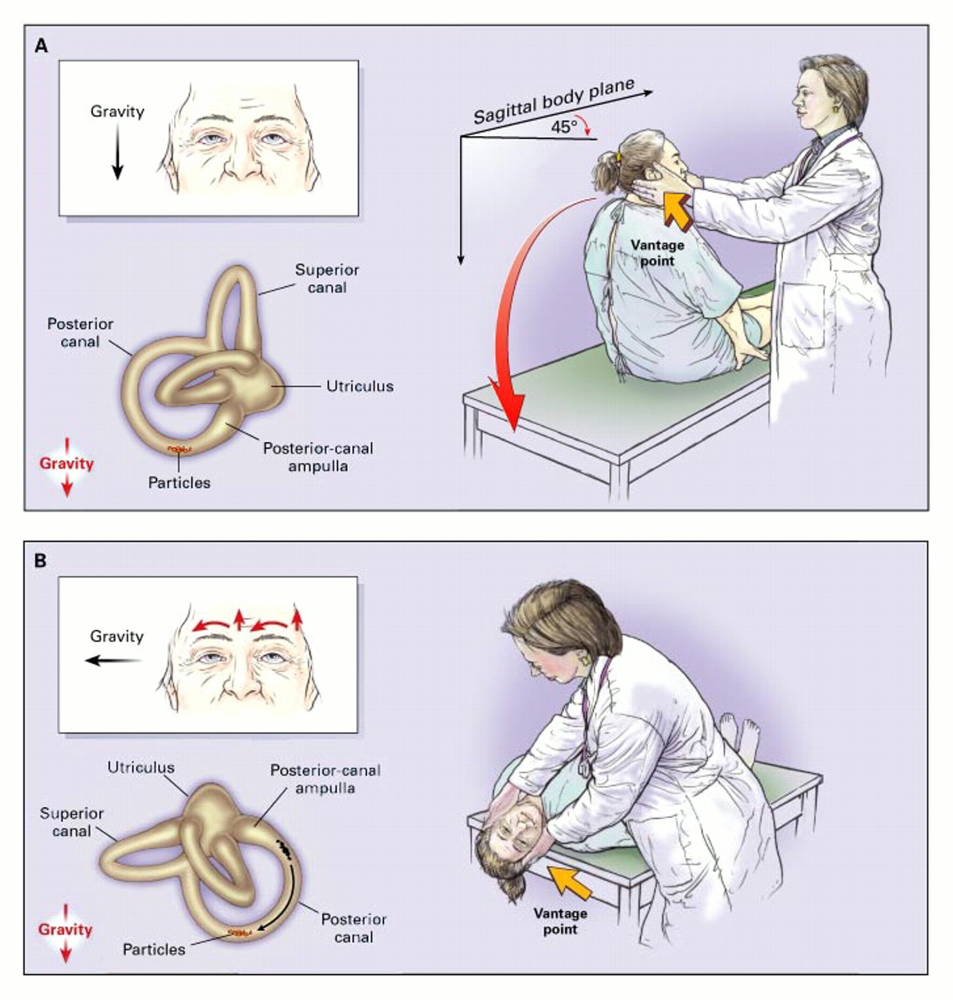 A
Gravity
Sagittal body plane
45°
Vantage
point
Superior
canal
Posterior
canal
Utriculus
Posterior-canal
ampulla
Gravity
Particles
B
Gravity
Utriculus
Posterior-canal
ampulla
Superior
canal
Posterior
canal
Gravity
Particles
Vantage
point